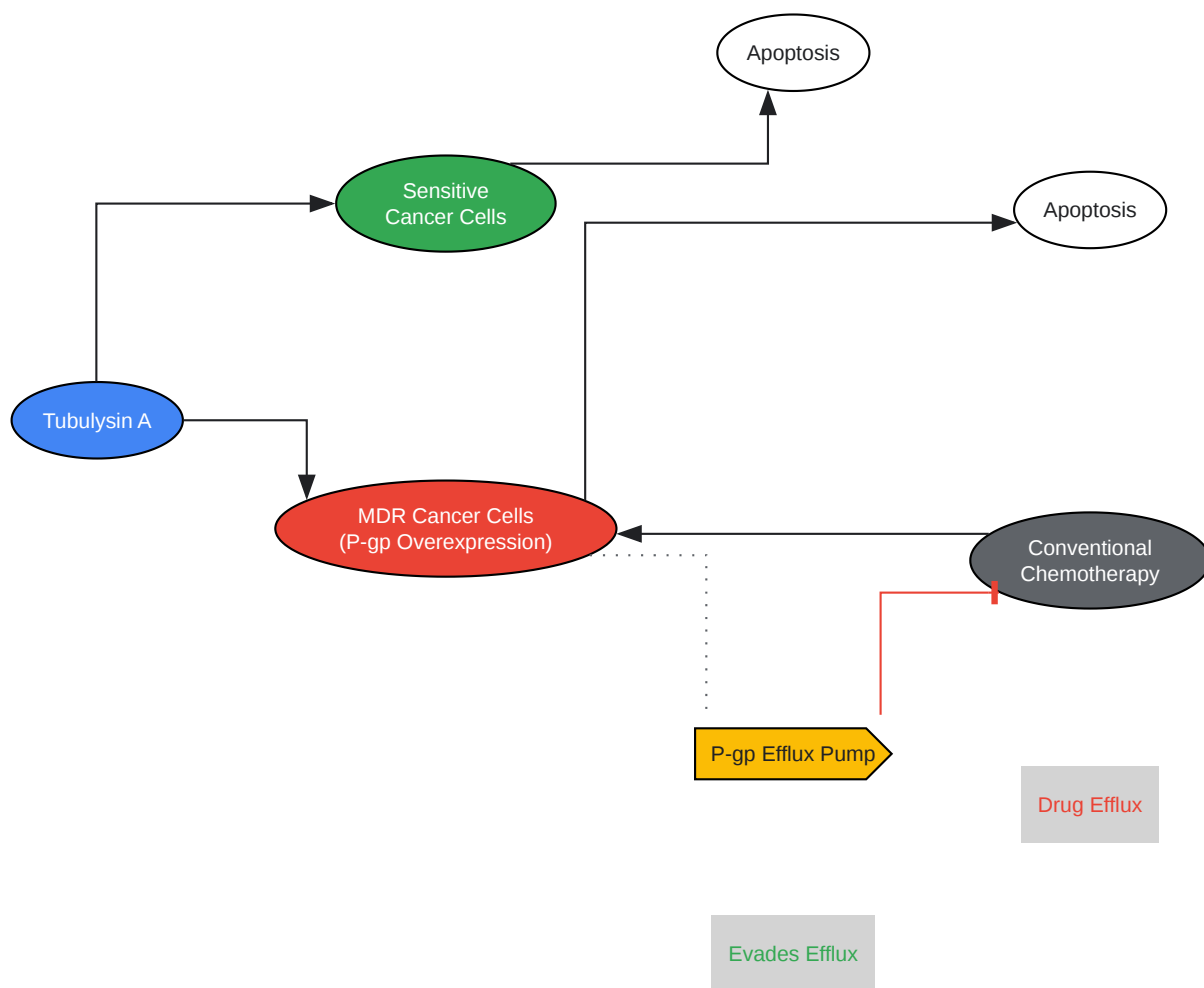 Apoptosis
Sensitive
Cancer Cells
Apoptosis
Tubulysin A
MDR Cancer Cells
(P-gp Overexpression)
Conventional
Chemotherapy
P-gp Efflux Pump
Drug Efflux
Evades Efflux